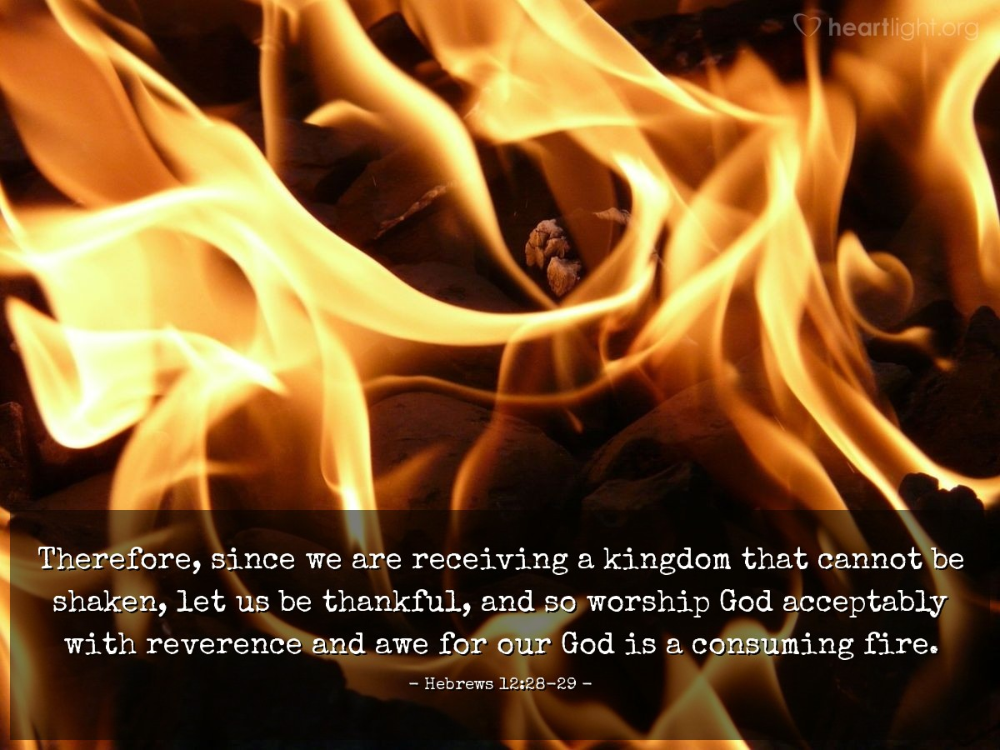 heartlight.org
Therefore, since we are receiving a kingdom that cannot be
shaken, let us be thankful, and so worship God acceptably
with reverence and awe for our God is a consuming fire.
- Hebrews 12:28-29 -